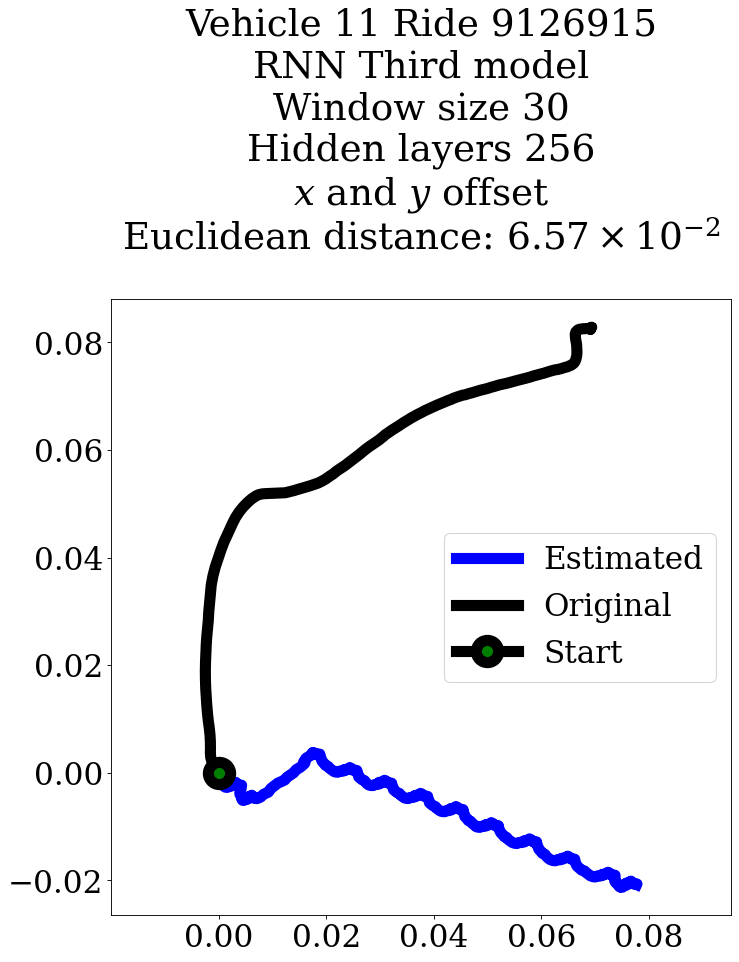 Vehicle 11 Ride 9126915
RNN Third model
Window size 30
Hidden layers 256
x and y offset
Euclidean distance: 6.57 × 10⁻²
0.08
0.06
0.04
0.02
0.00
−0.02
Estimated
Original
Start
0.00 0.02 0.04 0.06 0.08